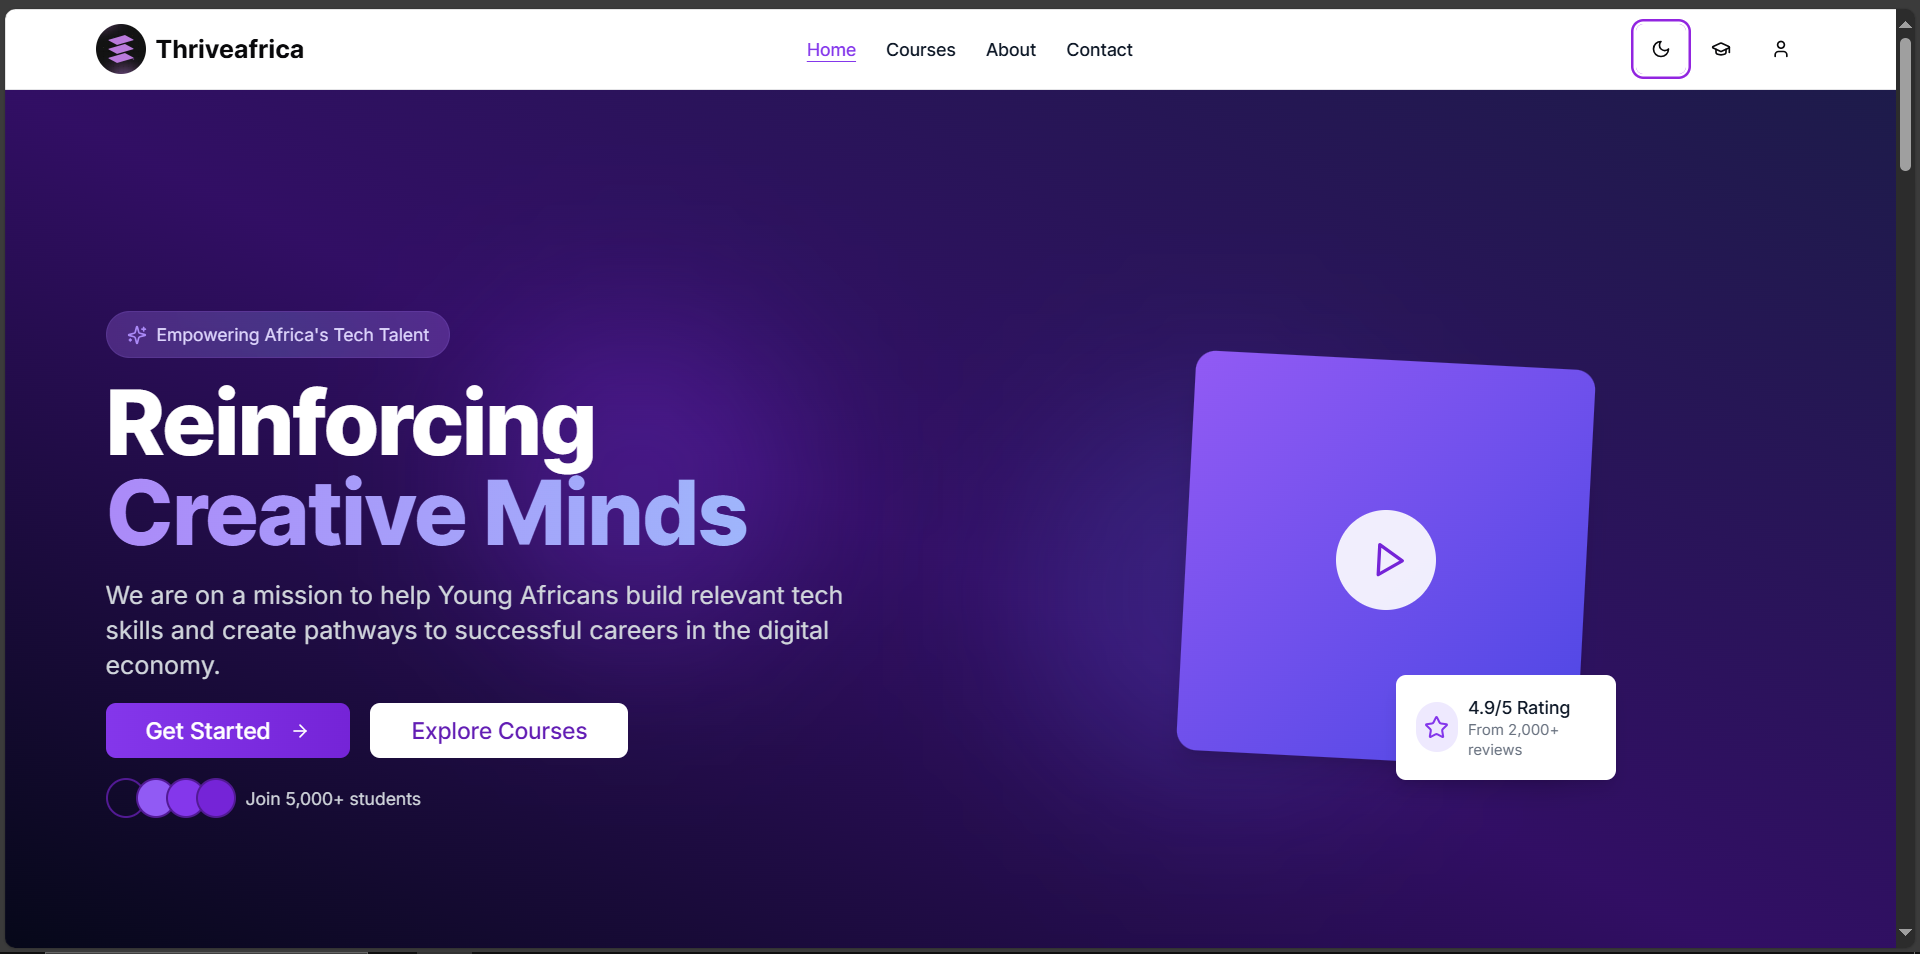 Thriveafrica
Home
Courses
About
Contact
Empowering Africa's Tech Talent
Reinforcing
Creative Minds
We are on a mission to help Young Africans build relevant tech
skills and create pathways to successful careers in the digital
economy.
Get Started
Explore Courses
Join 5,000+ students
4.9/5 Rating
From 2,000+
reviews